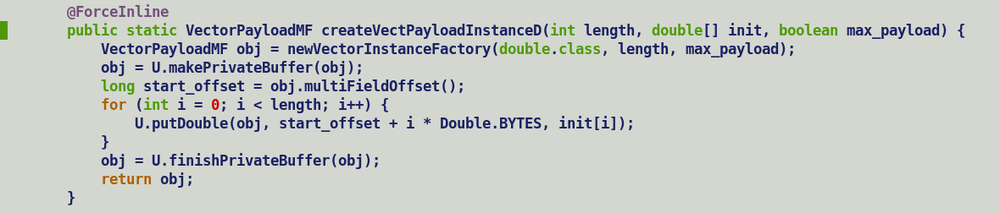 @ForceInline
public static VectorPayloadMF createVectPayloadInstanceD(int length, double[] init, boolean max_payload) {
    VectorPayloadMF obj = newVectorInstanceFactory(double.class, length, max_payload);
    obj = U.makePrivateBuffer(obj);
    long start_offset = obj.multiFieldOffset();
    for (int i = 0; i < length; i++) {
        U.putDouble(obj, start_offset + i * Double.BYTES, init[i]);
    }
    obj = U.finishPrivateBuffer(obj);
    return obj;
}